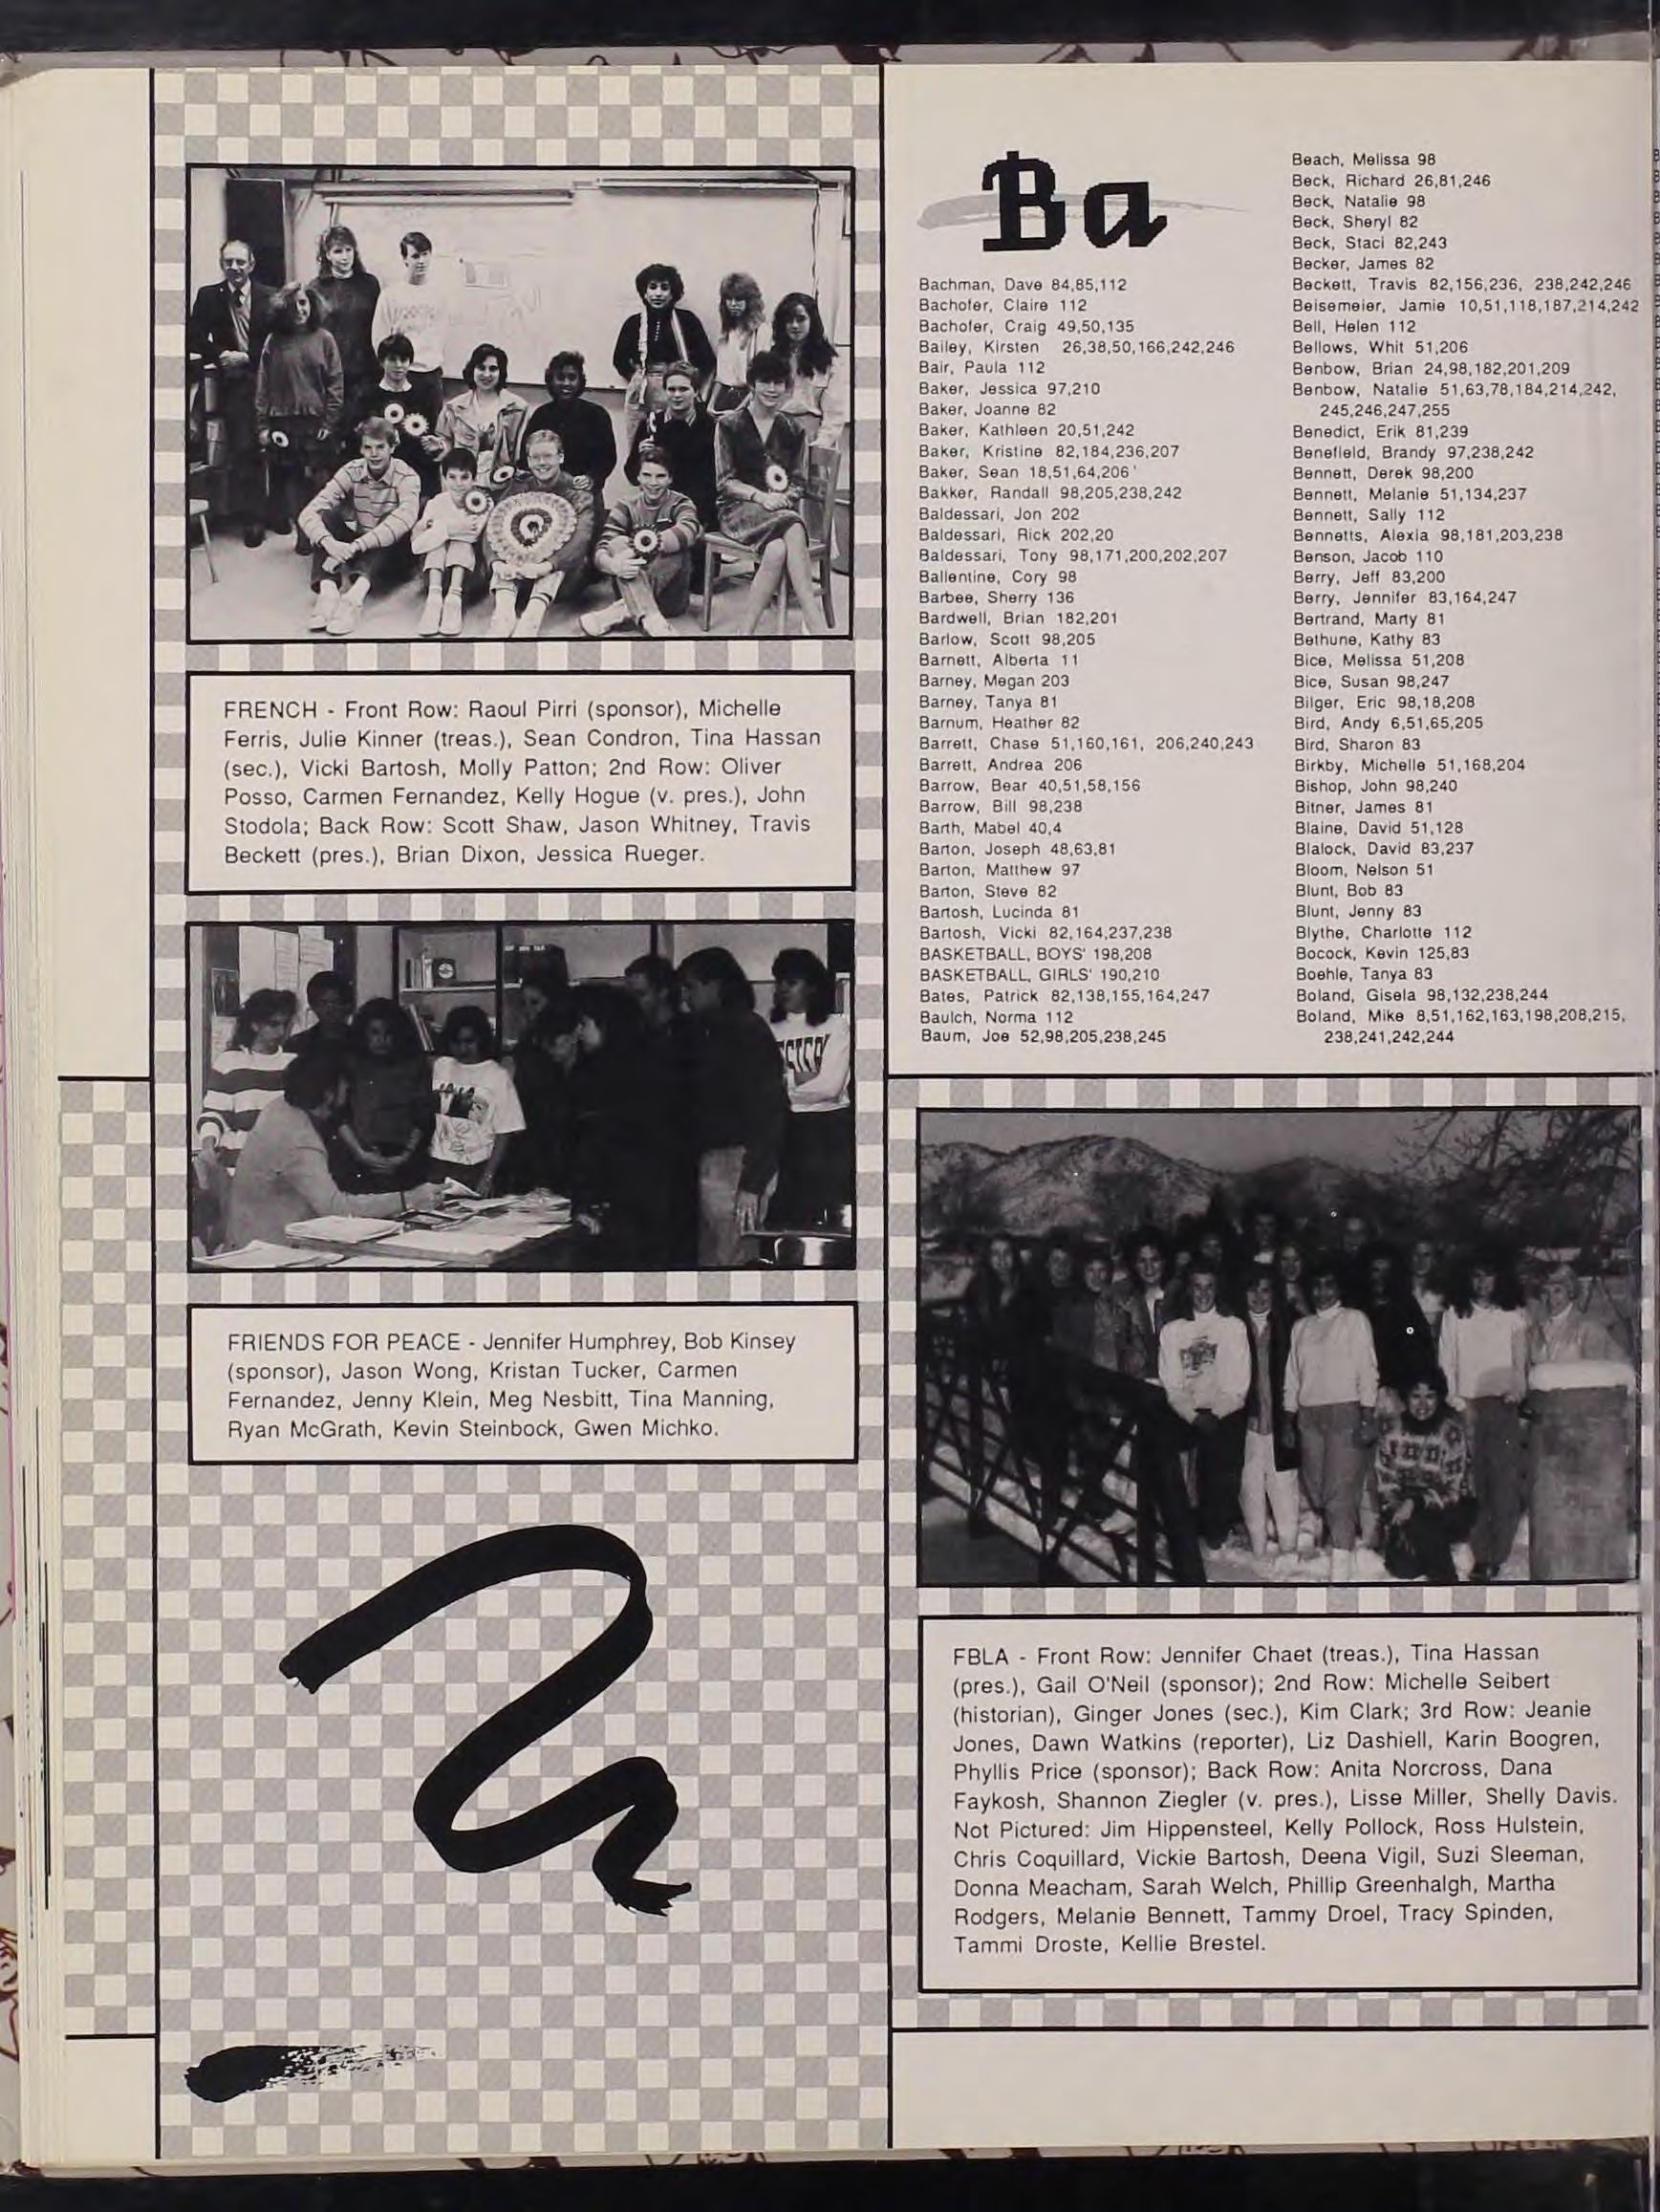 FRENCH - Front Row: Raoul Pirri (sponsor), Michelle
Ferris, Julie Kinner (treas.), Sean Condron, Tina Hassan
(sec.), Vicki Bartosh, Molly Patton; 2nd Row: Oliver
Posso, Carmen Fernandez, Kelly Hogue (v. pres.), John
Stodola; Back Row: Scott Shaw, Jason Whitney, Travis
Beckett (pres.), Brian Dixon, Jessica Rueger.
FRIENDS FOR PEACE - Jennifer Humphrey, Bob Kinsey
(sponsor), Jason Wong, Kristan Tucker, Carmen
Fernandez, Jenny Klein, Meg Nesbitt, Tina Manning,
Ryan McGrath, Kevin Steinbock, Gwen Michko.
Ba
Bachman, Dave 84,85,112
Bachofer, Claire 112
Bachofer, Craig 49,50,135
Bailey, Kirsten 26,38,50,166,242,246
Bair, Paula 112
Baker, Jessica 97,210
Baker, Joanne 82
Baker, Kathleen 20,51,242
Baker, Kristine 82,184,236,207
Baker, Sean 18,51,64,206
Bakker, Randall 98,205,238,242
Baldessari, Jon 202
Baldessari, Rick 202,20
Baldessari, Tony 98,171,200,202,207
Ballentine, Cory 98
Barbee, Sherry 136
Bardwell, Brian 182,201
Barlow, Scott 98,205
Barnett, Alberta 11
Barney, Megan 203
Barney, Tanya 81
Barnum, Heather 82
Barrett, Chase 51,160,161, 206,240,243
Barrett, Andrea 206
Barrow, Bear 40,51,58,156
Barrow, Bill 98,238
Barth, Mabel 40,4
Barton, Joseph 48,63,81
Barton, Matthew 97
Barton, Steve 82
Bartosh, Lucinda 81
Bartosh, Vicki 82,164,237,238
BASKETBALL, BOYS' 198,208
BASKETBALL, GIRLS' 190,210
Bates, Patrick 82,138,155,164,247
Baulch, Norma 112
Baum, Joe 52,98,205,238,245
Beach, Melissa 98
Beck, Richard 26,81,246
Beck, Natalie 98
Beck, Sheryl 82
Beck, Staci 82,243
Becker, James 82
Beckett, Travis 82,156,236, 238,242,246
Beisemeier, Jamie 10,51,118,187,214,242
Bell, Helen 112
Bellows, Whit 51,206
Benbow, Brian 24,98,182,201,209
Benbow, Natalie 51,63,78,184,214,242,
245,246,247,255
Benedict, Erik 81,239
Benefield, Brandy 97,238,242
Bennett, Derek 98,200
Bennett, Melanie 51,134,237
Bennett, Sally 112
Bennetts, Alexia 98,181,203,238
Benson, Jacob 110
Berry, Jeff 83,200
Berry, Jennifer 83,164,247
Bertrand, Marty 81
Bethune, Kathy 83
Bice, Melissa 51,208
Bice, Susan 98,247
Bilger, Eric 98,18,208
Bird, Andy 6,51,65,205
Bird, Sharon 83
Birkby, Michelle 51,168,204
Bishop, John 98,240
Bitner, James 81
Blaine, David 51,128
Blalock, David 83,237
Bloom, Nelson 51
Blunt, Bob 83
Blunt, Jenny 83
Blythe, Charlotte 112
Bocock, Kevin 125,83
Boehle, Tanya 83
Boland, Gisela 98,132,238,244
Boland, Mike 8,51,162,163,198,208,215,
238,241,242,244
FBLA - Front Row: Jennifer Chaet (treas.), Tina Hassan
(pres.), Gail O'Neil (sponsor); 2nd Row: Michelle Seibert
(historian), Ginger Jones (sec.), Kim Clark; 3rd Row: Jeanie
Jones, Dawn Watkins (reporter), Liz Dashiell, Karin Boogren,
Phyllis Price (sponsor); Back Row: Anita Norcross, Dana
Faykosh, Shannon Ziegler (v. pres.), Lisse Miller, Shelly Davis.
Not Pictured: Jim Hippensteel, Kelly Pollock, Ross Hulstein,
Chris Coquillard, Vickie Bartosh, Deena Vigil, Suzi Sleeman,
Donna Meacham, Sarah Welch, Phillip Greenhalgh, Martha
Rodgers, Melanie Bennett, Tammy Droel, Tracy Spinden,
Tammi Droste, Kellie Brestel.